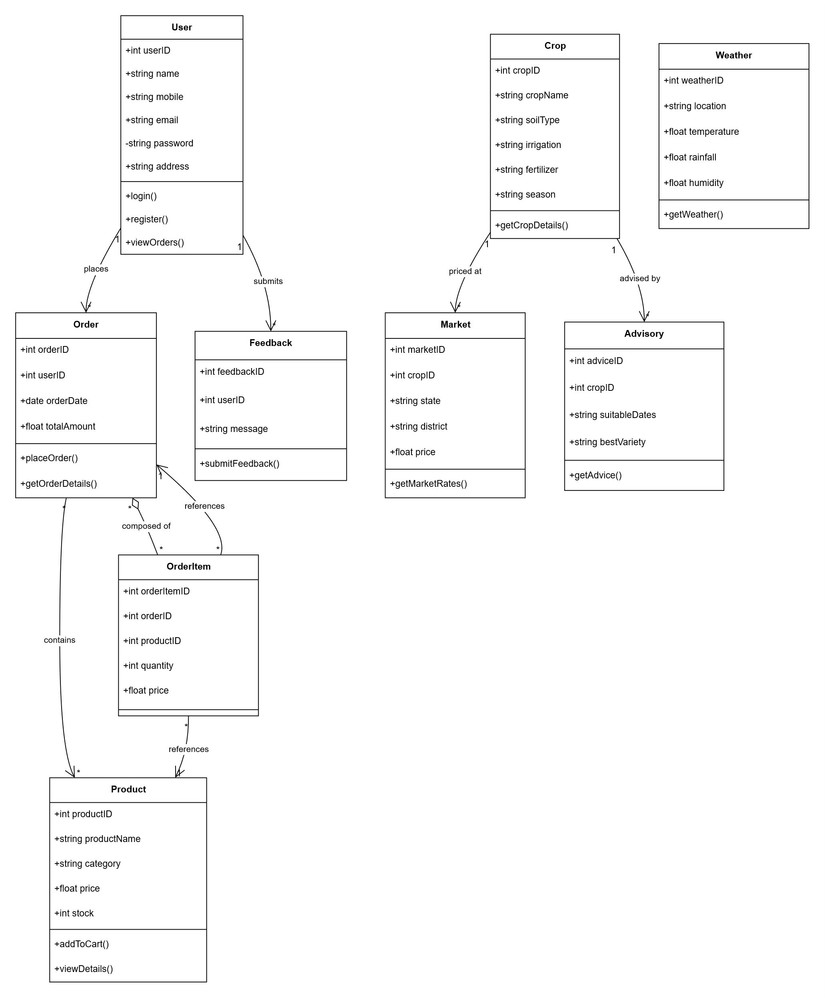 User
+int userID
+string name
+string mobile
+string email
-string password
+string address
+login()
+register()
+viewOrders()
Crop
+int cropID
+string cropName
+string soilType
+string irrigation
+string fertilizer
+string season
+getCropDetails()
Weather
+int weatherID
+string location
+float temperature
+float rainfall
+float humidity
+getWeather()
1
places
*
1
submits
*
1
priced at
*
1
advised by
*
Order
+int orderID
+int userID
+date orderDate
+float totalAmount
+placeOrder()
+getOrderDetails()
Feedback
+int feedbackID
+int userID
+string message
+submitFeedback()
Market
+int marketID
+int cropID
+string state
+string district
+float price
+getMarketRates()
Advisory
+int adviceID
+int cropID
+string suitableDates
+string bestVariety
+getAdvice()
*
contains
*
*
composed of
*
1
references
*
OrderItem
+int orderItemID
+int orderID
+int productID
+int quantity
+float price
*
references
1
Product
+int productID
+string productName
+string category
+float price
+int stock
+addToCart()
+viewDetails()